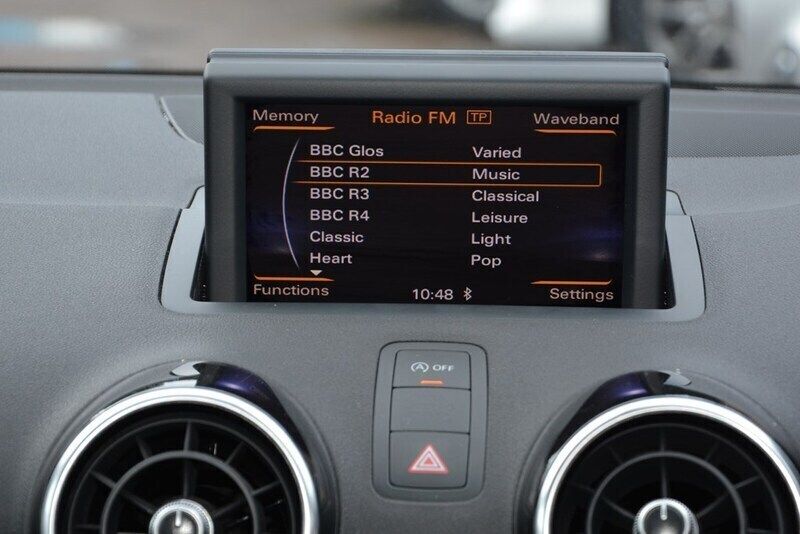 Memory Radio FM TP Waveband
BBC Glos Varied
BBC R2 Music
BBC R3 Classical
BBC R4 Leisure
Classic Light
Heart Pop
Functions 10:48 Settings
A OFF